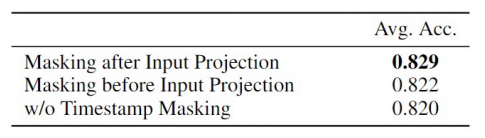 Avg. Acc.
Masking after Input Projection 0.829
Masking before Input Projection 0.822
w/o Timestamp Masking 0.820